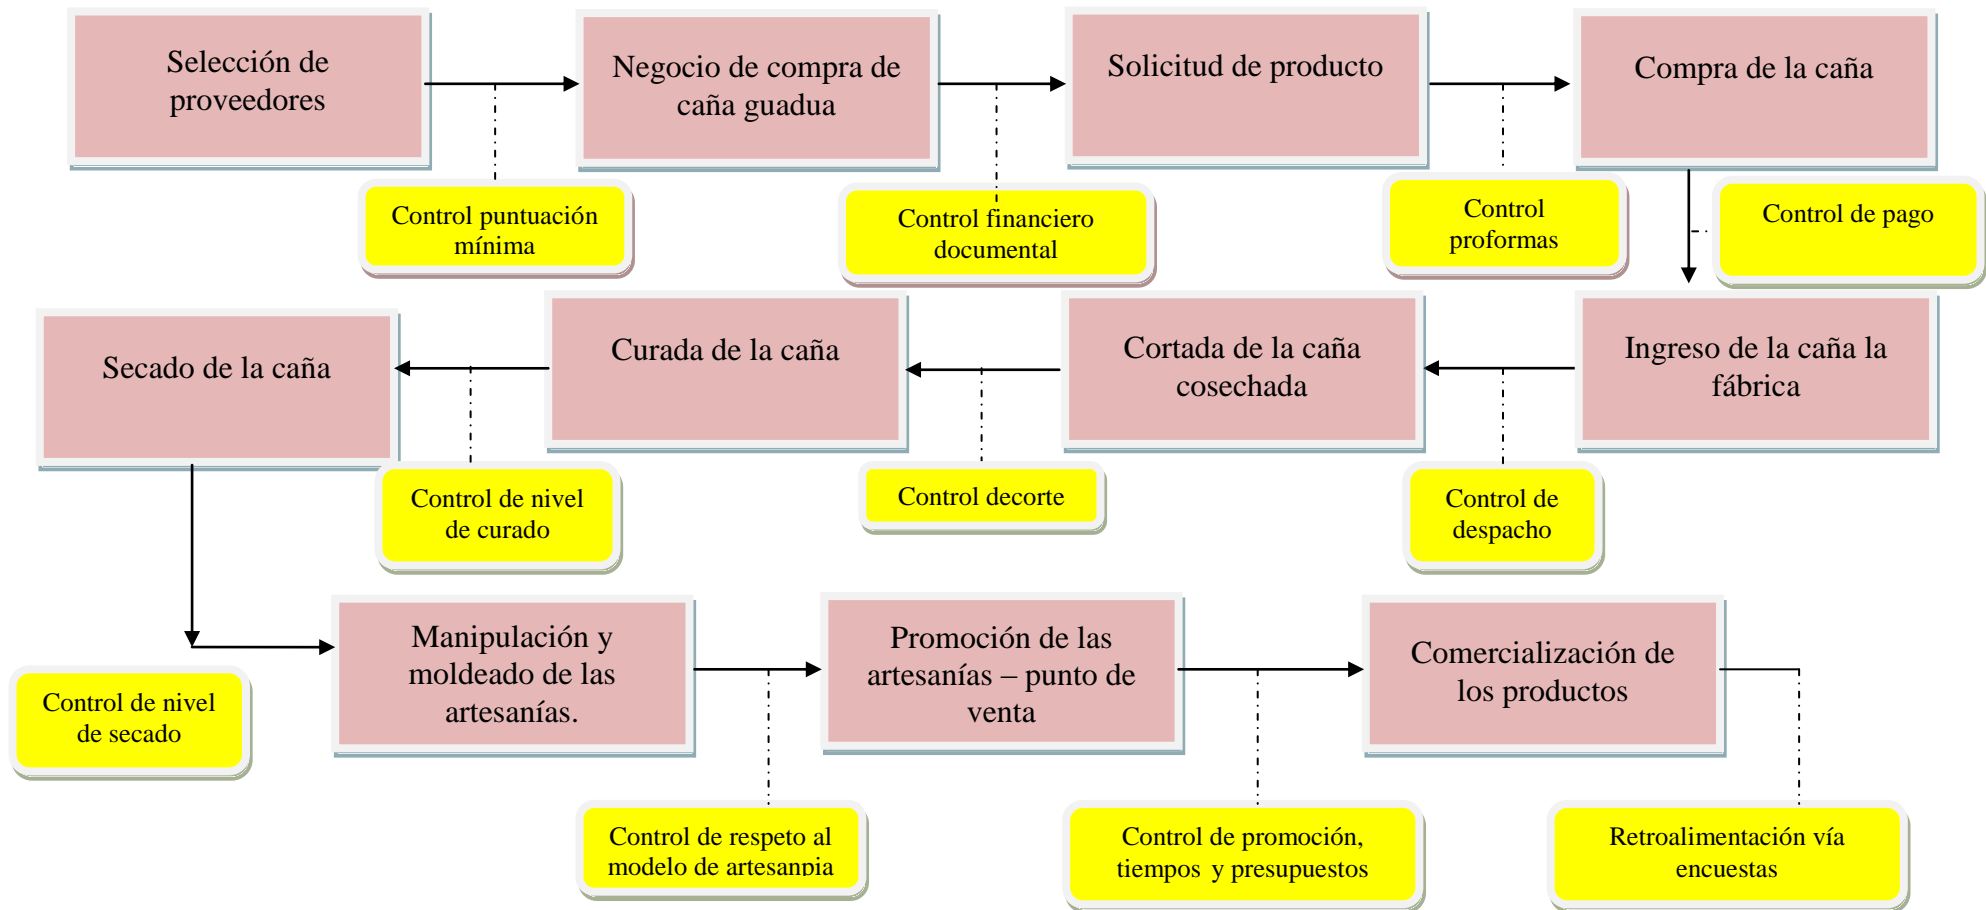 Selección de
proveedores
Negocio de compra de
caña guadua
Solicitud de producto
Compra de la caña
Control puntuación
mínima
Control financiero
documental
Control
proformas
Control de pago
Secado de la caña
Curada de la caña
Cortada de la caña
cosechada
Ingreso de la caña la
fábrica
Control de nivel
de curado
Control decorte
Control de
despacho
Manipulación y
moldeado de las
artesanías.
Promoción de las
artesanías – punto de
venta
Comercialización de
los productos
Control de nivel
de secado
Control de respeto al
modelo de artesanpia
Control de promoción,
tiempos y presupuestos
Retroalimentación vía
encuestas